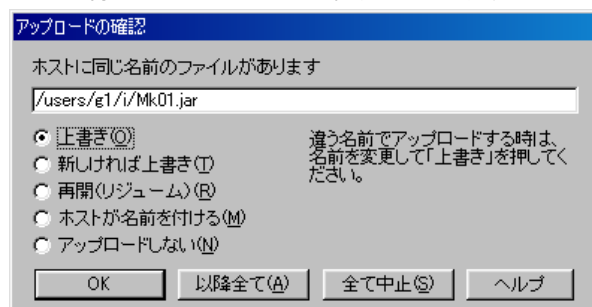 アップロードの確認
ホストに同じ名前のファイルがあります
/users/g1/i/Mk01.jar
上書き(O)
新しければ上書き(T)
再開(リジューム)(R)
ホストが名前を付ける(M)
アップロードしない(N)
違う名前でアップロードする時は、
名前を変更して「上書き」を押してく
ださい。
OK
以降全て(A)
全て中止(S)
ヘルプ